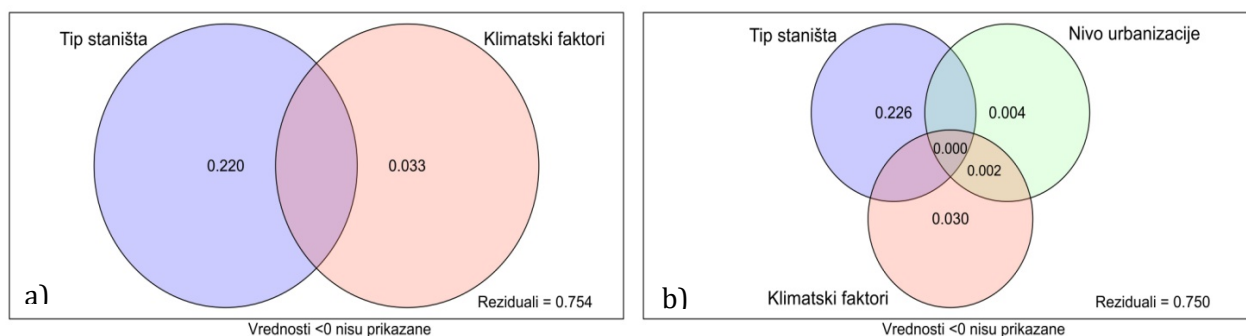 Tip staništa
Klimatski faktori
0.220
0.033
a)
Reziduali = 0.754
Vrednosti <0 nisu prikazane
Tip staništa
Nivo urbanizacije
0.226
0.004
0.000
0.002
0.030
b)
Klimatski faktori
Reziduali = 0.750
Vrednosti <0 nisu prikazane